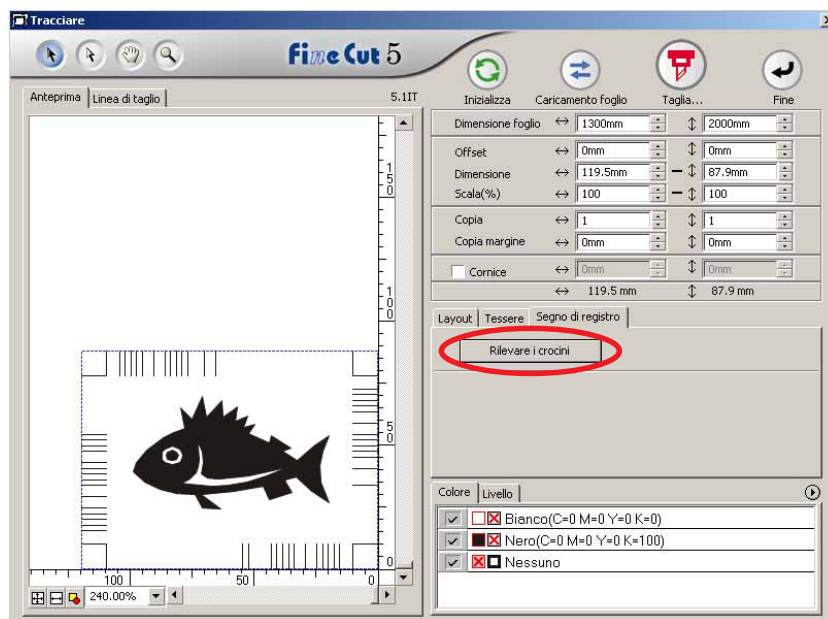 Tracciare
Fine Cut 5
Anteprima
Linea di taglio
5.1IT
Inizializza
Caricamento foglio
Taglia...
Fine
Dimensione foglio 1300mm 2000mm
Offset 0mm 0mm
Dimensione 119.5mm 87.9mm
Scala(%) 100 100
Copia 1 1
Copia margine 0mm 0mm
Cornice 0mm 0mm
119.5 mm 87.9 mm
Layout
Tessere
Segno di registro
Rilevare i crocini
150
100
50
0
100 50 0
240.00%
Colore
Livello
Bianco(C=0 M=0 Y=0 K=0)
Nero(C=0 M=0 Y=0 K=100)
Nessuno